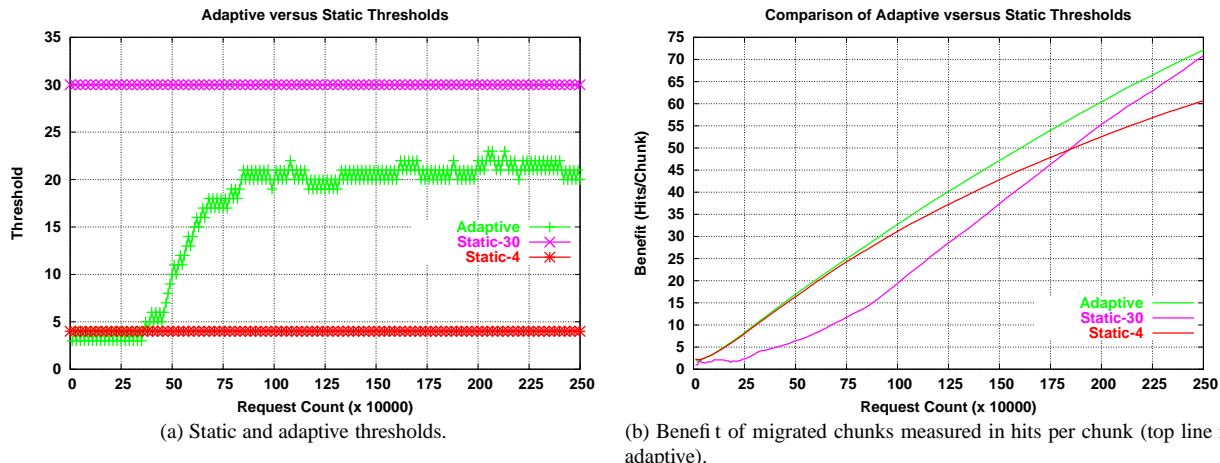 Adaptive versus Static Thresholds
35
30
25
20
15
10
5
0
Threshold
Adaptive
Static-30
Static-4
0 25 50 75 100 125 150 175 200 225 250
Request Count (x 10000)
(a) Static and adaptive thresholds.
Comparison of Adaptive vsersus Static Thresholds
75
70
65
60
55
50
45
40
35
30
25
20
15
10
5
0
Benefit (Hits/Chunk)
Adaptive
Static-30
Static-4
0 25 50 75 100 125 150 175 200 225 250
Request Count (x 10000)
(b) Benefit of migrated chunks measured in hits per chunk (top line
adaptive).